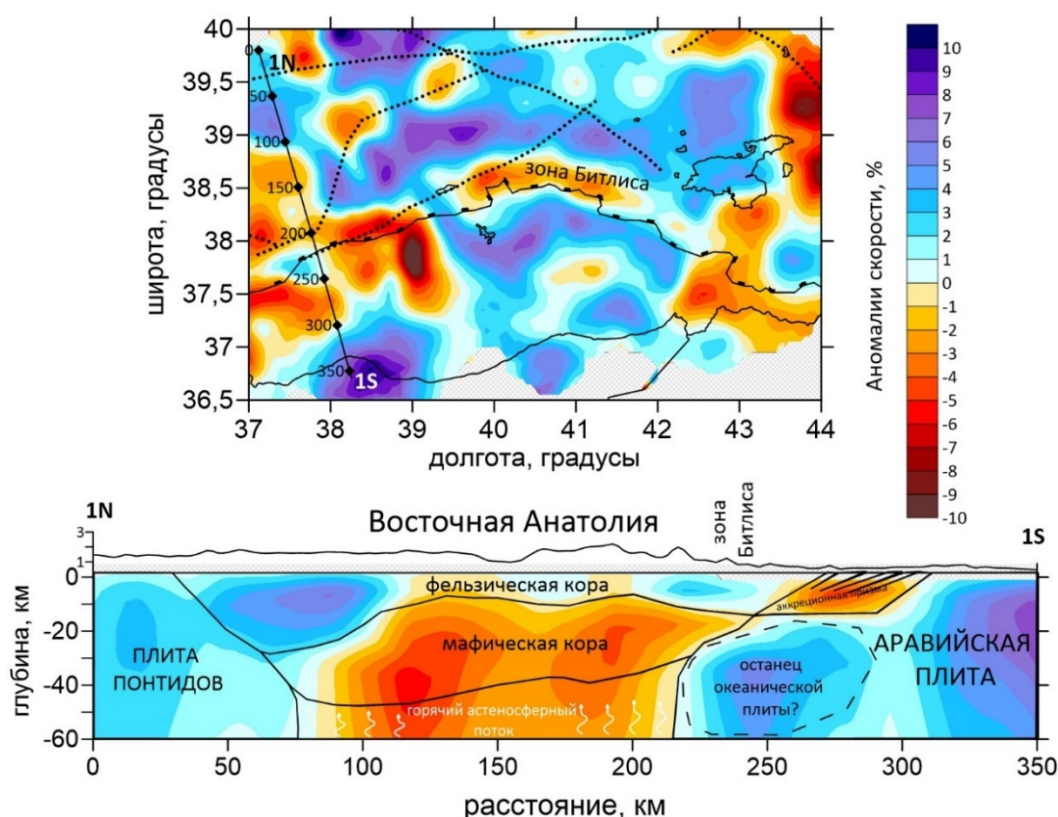 40
39,5
39
38,5
38
37,5
37
36,5
широта, градусы
37 38 39 40 41 42 43 44
долгота, градусы
0
1N
50
100
150
200
250
300
350
1S
зона Битлиса
10
9
8
7
6
5
4
3
2
1
0
-1
-2
-3
-4
-5
-6
-7
-8
-9
-10
Аномалии скорости, %
1N
Восточная Анатолия
зона
Битлиса
1S
3
2
1
0
-20
-40
-60
глубина, км
фельзическая кора
аккреционная призма
мафическая кора
ПЛИТА
ПОНТИДОВ
останец
океанической
плиты?
АРАВИЙСКАЯ
ПЛИТА
горячий астеносферный
поток
0 50 100 150 200 250 300 350
расстояние, км